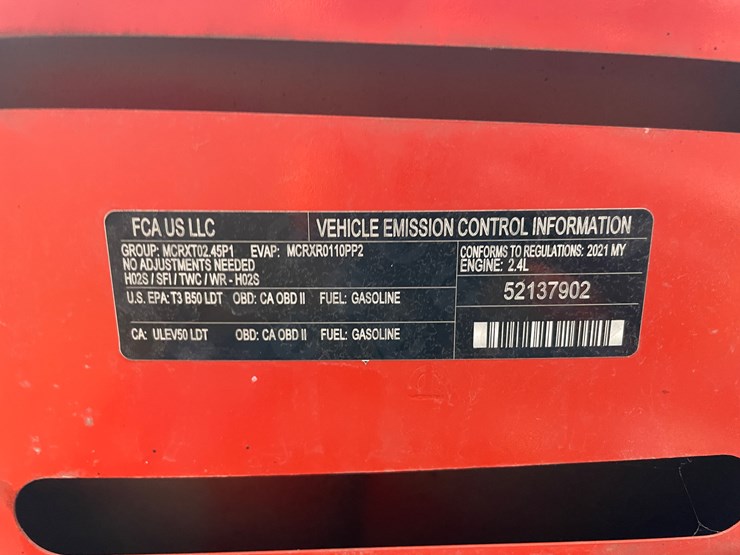 FCA US LLC VEHICLE EMISSION CONTROL INFORMATION
GROUP: MCRXT02.45P1 EVAP: MCRXR0110PP2
NO ADJUSTMENTS NEEDED
H02S / SFI / TWC / WR - H02S
U.S. EPA: T3 B50 LDT OBD: CA OBD II FUEL: GASOLINE
CA: ULEV50 LDT OBD: CA OBD II FUEL: GASOLINE
CONFORMS TO REGULATIONS: 2021 MY
ENGINE: 2.4L
52137902